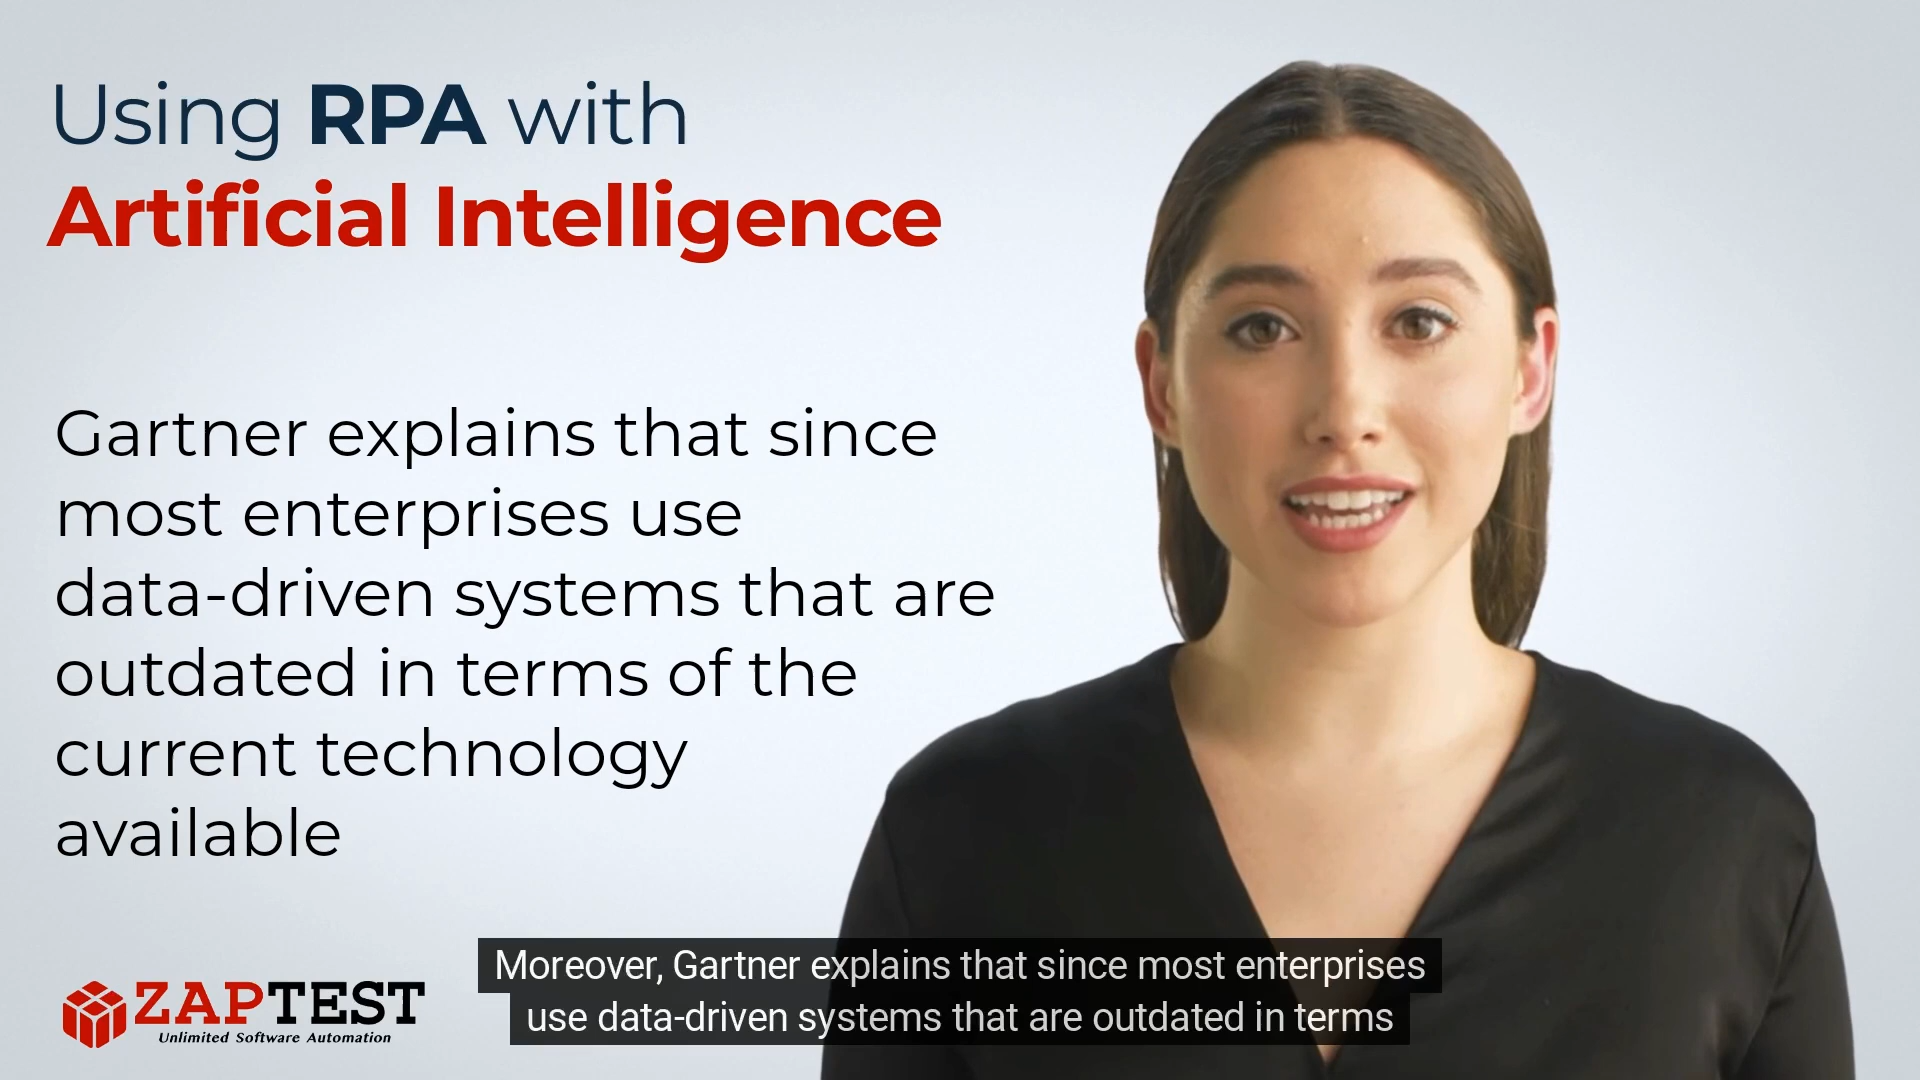 Using RPA with
Artificial Intelligence
Gartner explains that since
most enterprises use
data-driven systems that are
outdated in terms of the
current technology
available
ZAPTEST
Unlimited Software Automation
Moreover, Gartner explains that since most enterprises
use data-driven systems that are outdated in terms